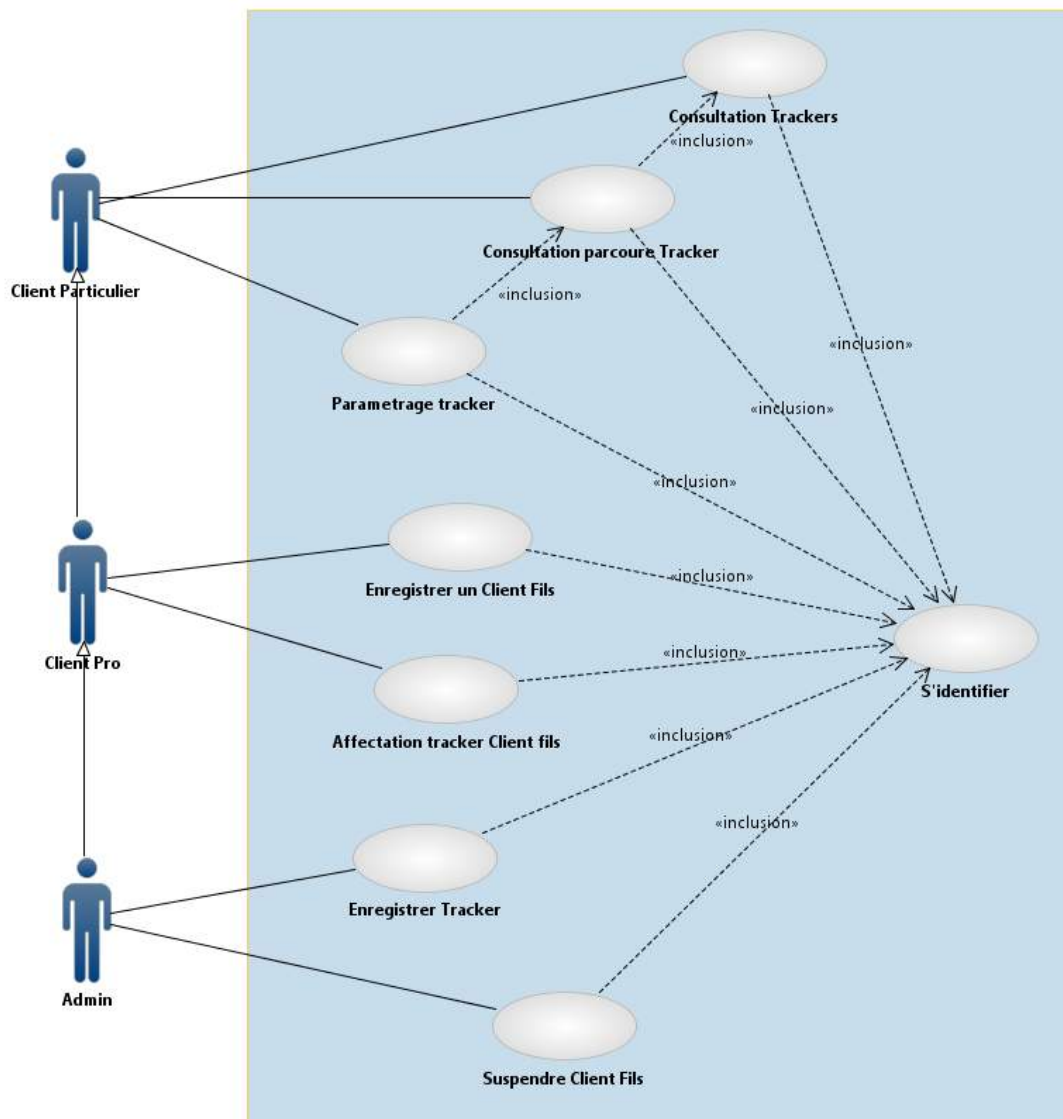 Consultation Trackers
«inclusion»
Consultation parcoure Tracker
Client Particulier
«inclusion»
«inclusion»
Parametrage tracker
«inclusion»
«inclusion»
Enregistrer un Client Fils
«inclusion»
Client Pro
«inclusion»
S'identifier
Affectation tracker Client fils
«inclusion»
«inclusion»
Enregistrer Tracker
Admin
Suspendre Client Fils